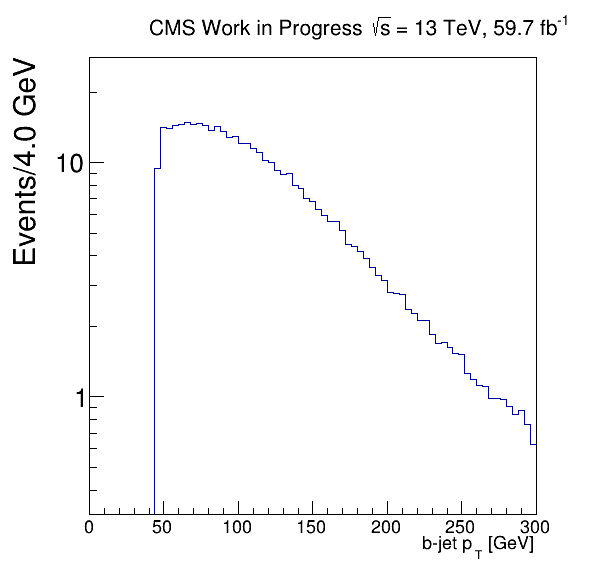 CMS Work in Progress √s = 13 TeV, 59.7 fb-1
Events/4.0 GeV
10
1
0 50 100 150 200 250 300
b-jet pT [GeV]